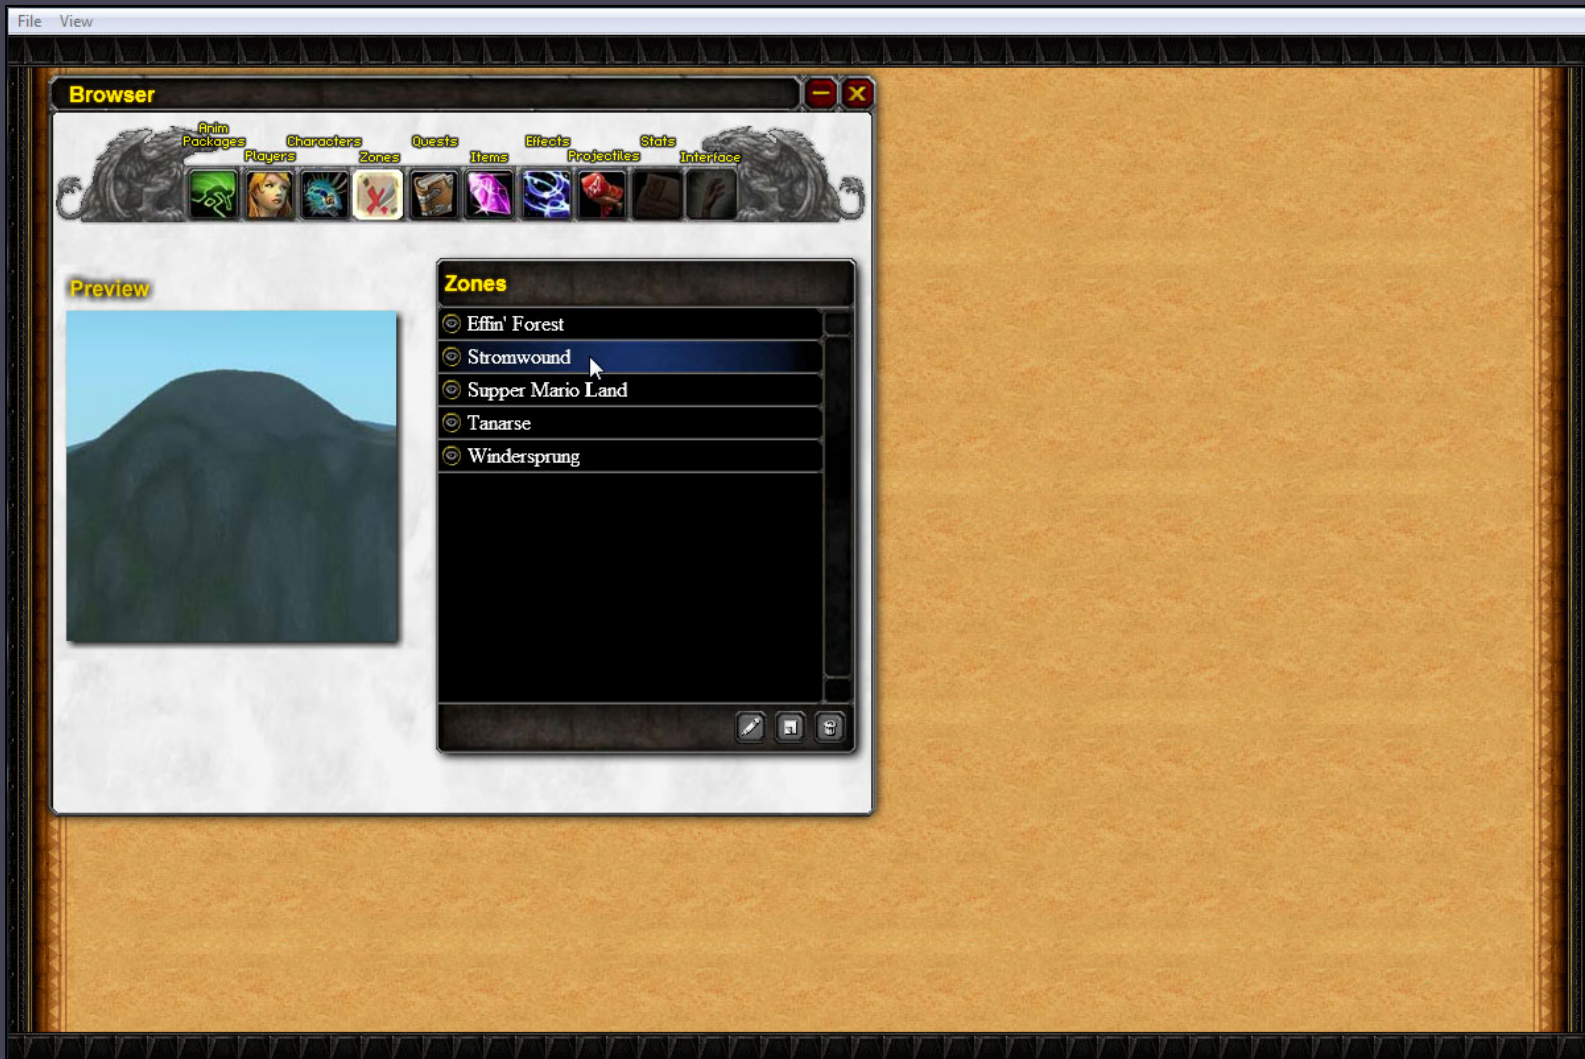 File View
Browser
Anim Packages Players Characters Zones Quests Items Effects Projectiles Stats Interface
Preview
Zones
Effin' Forest
Stromwound
Supper Mario Land
Tanarse
Windersprung